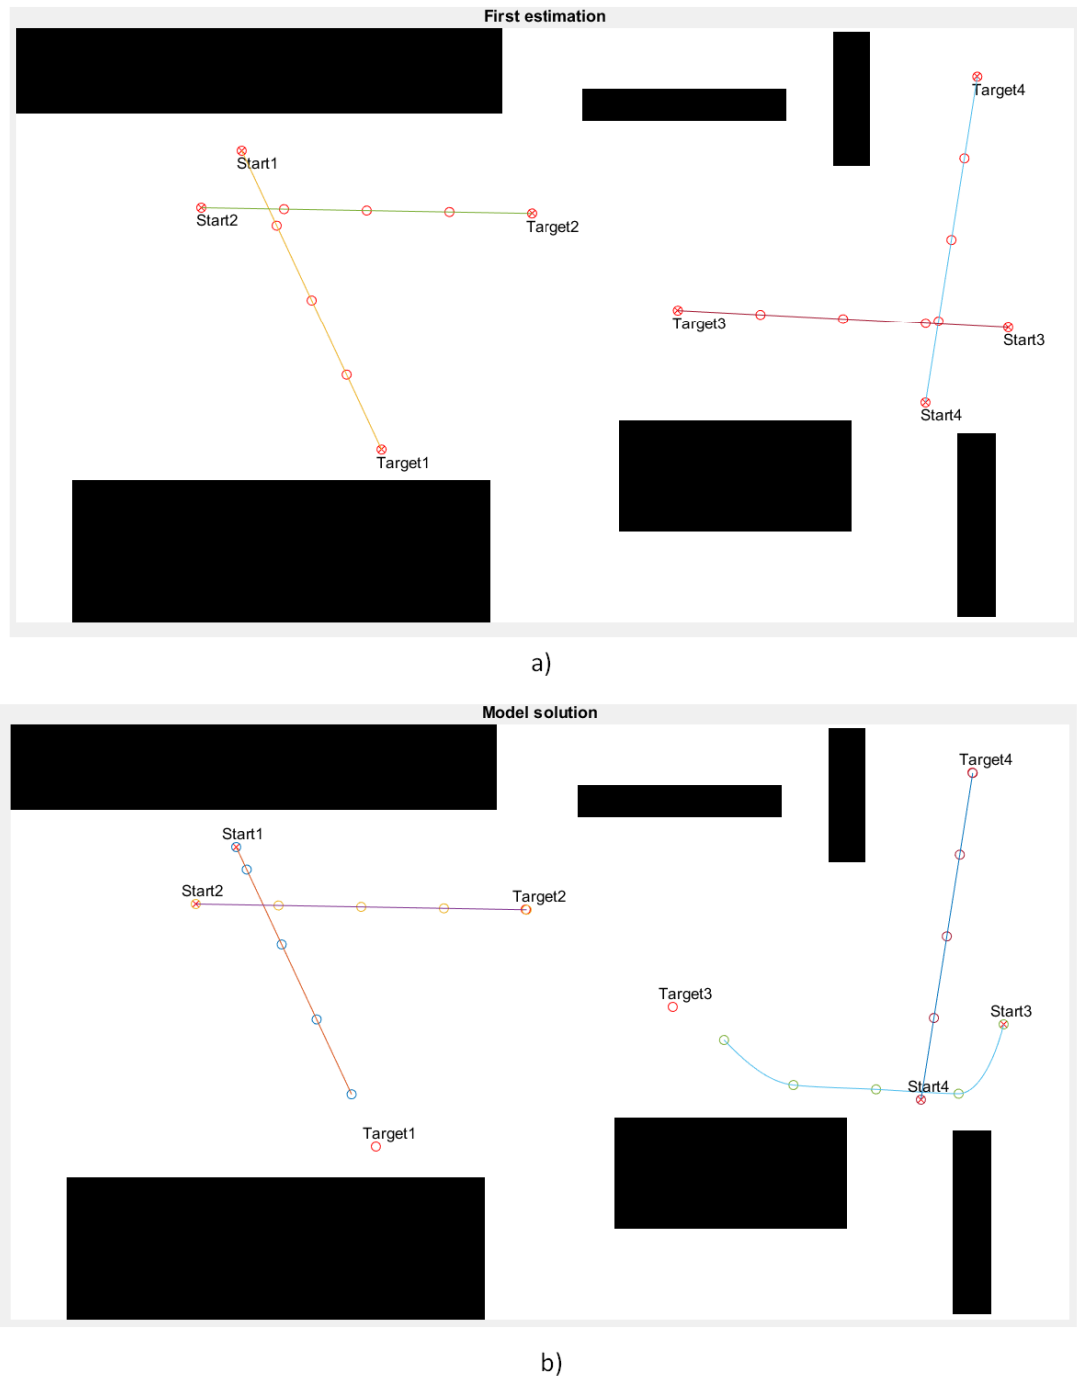 First estimation
Target4
Start1
Start2
Target2
Target3
Start3
Start4
Target1
a)
Model solution
Target4
Start1
Start2
Target2
Target3
Start3
Start4
Target1
b)